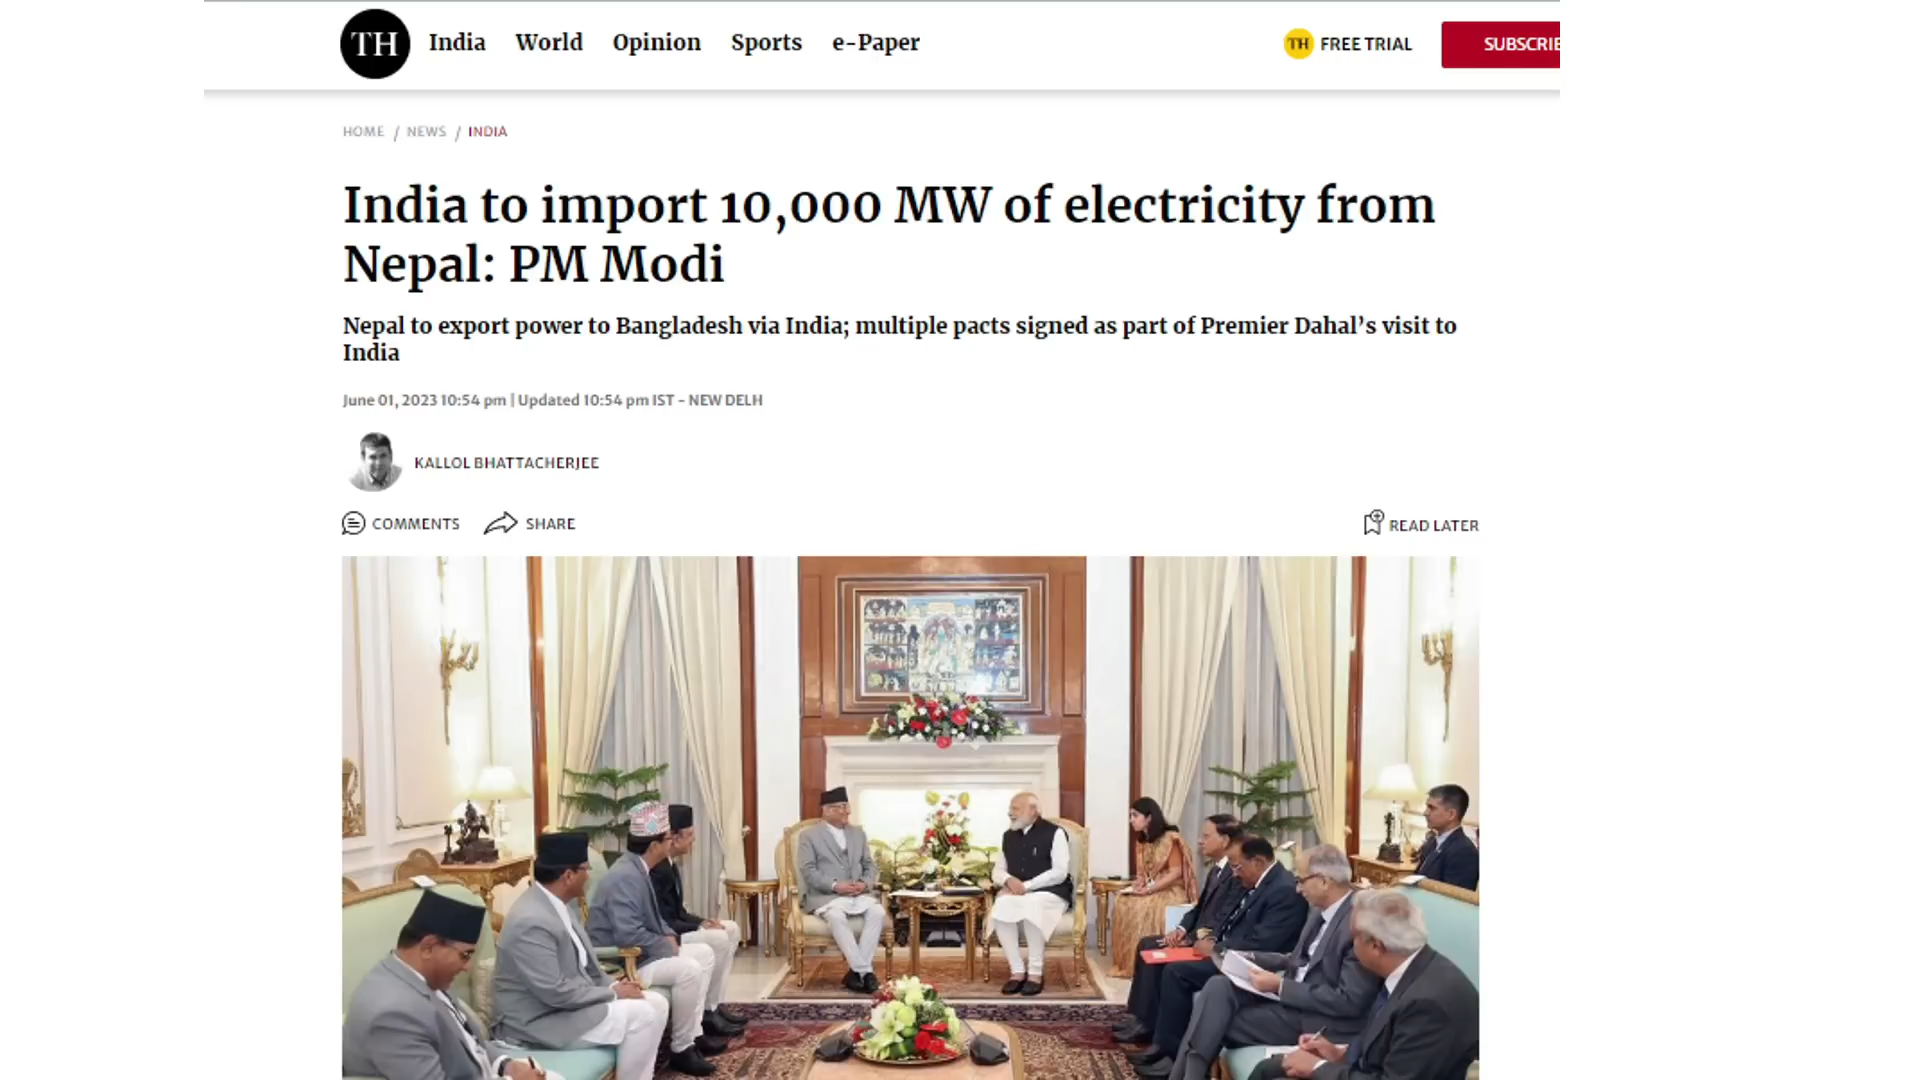 TH India World Opinion Sports e-Paper TH FREE TRIAL SUBSCRIB
HOME / NEWS / INDIA
India to import 10,000 MW of electricity from
Nepal: PM Modi
Nepal to export power to Bangladesh via India; multiple pacts signed as part of Premier Dahal’s visit to
India
June 01, 2023 10:54 pm | Updated 10:54 pm IST - NEW DELH
KALLOL BHATTACHERJEE
COMMENTS SHARE READ LATER